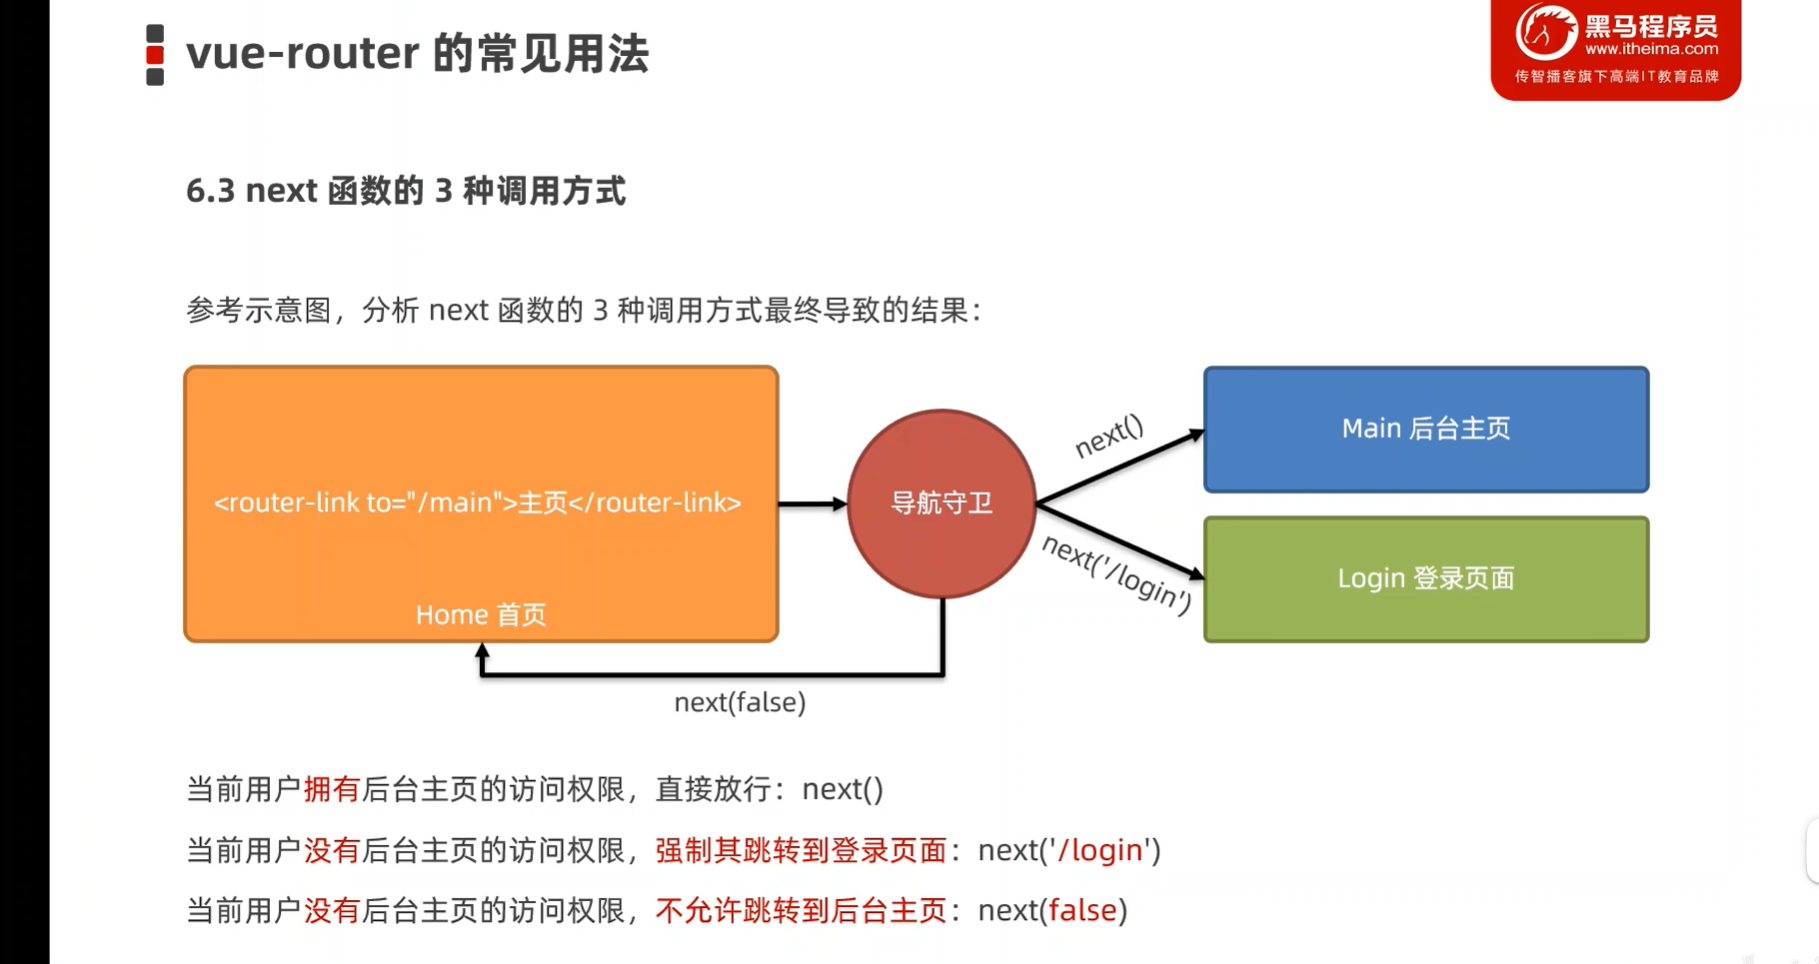 vue-router 的常见用法
黑马程序员
www.itheima.com
传智播客旗下高端IT教育品牌
6.3 next 函数的 3 种调用方式
参考示意图，分析 next 函数的 3 种调用方式最终导致的结果：
<router-link to="/main">主页</router-link>
Home 首页
导航守卫
next()
next('/login')
Main 后台主页
Login 登录页面
next(false)
当前用户拥有后台主页的访问权限，直接放行：next()
当前用户没有后台主页的访问权限，强制其跳转到登录页面：next('/login')
当前用户没有后台主页的访问权限，不允许跳转到后台主页：next(false)